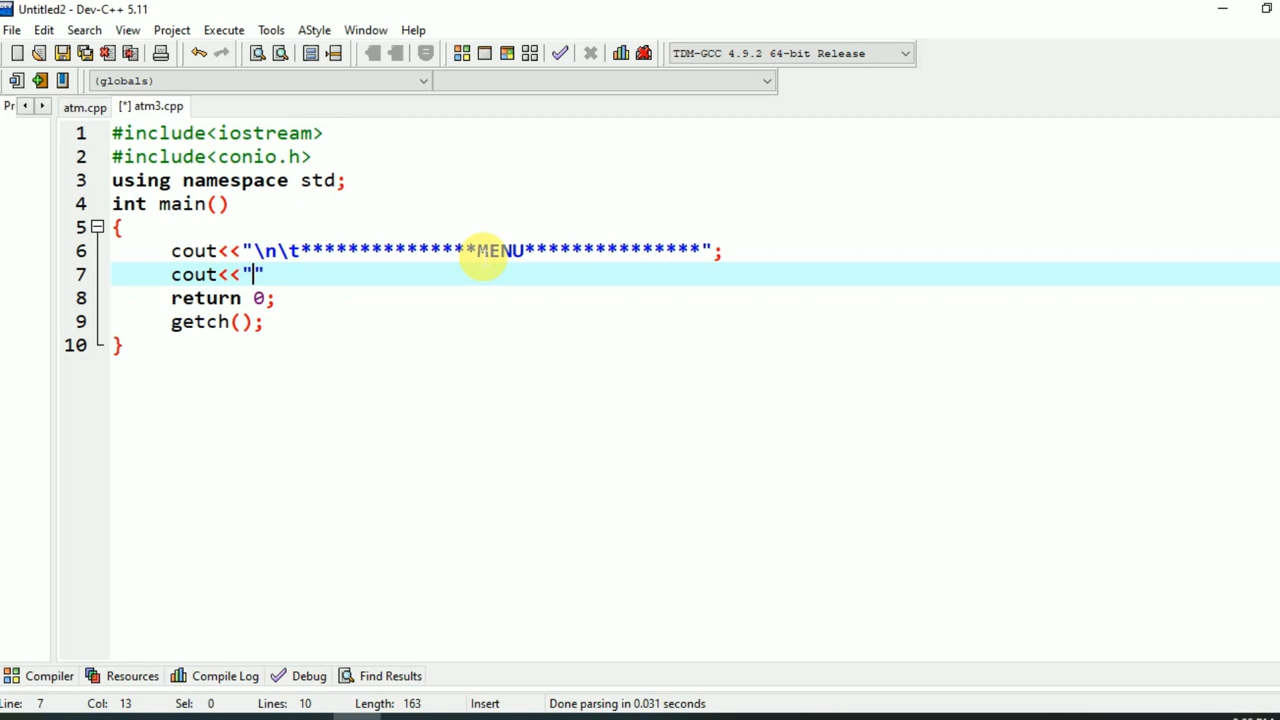 Untitled2 - Dev-C++ 5.11
File Edit Search View Project Execute Tools AStyle Window Help
TDM-GCC 4.9.2 64-bit Release
(globals)
Pr atm.cpp [*] atm3.cpp
1 #include<iostream>
2 #include<conio.h>
3 using namespace std;
4 int main()
5 {
6 cout<<"\n\t***************MENU***************";
7 cout<<""
8 return 0;
9 getch();
10 }
Compiler Resources Compile Log Debug Find Results
Line: 7 Col: 13 Sel: 0 Lines: 10 Length: 163 Insert Done parsing in 0.031 seconds